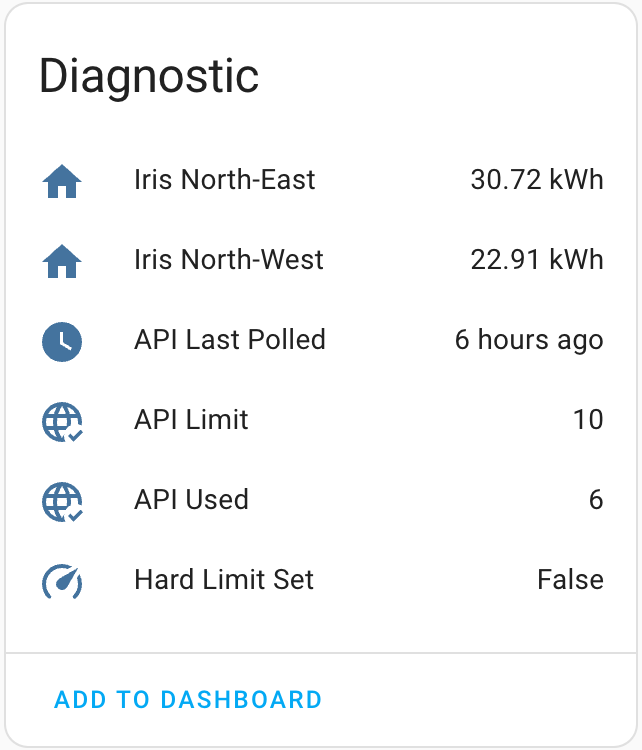 Diagnostic
Iris North-East 30.72 kWh
Iris North-West 22.91 kWh
API Last Polled 6 hours ago
API Limit 10
API Used 6
Hard Limit Set False
ADD TO DASHBOARD